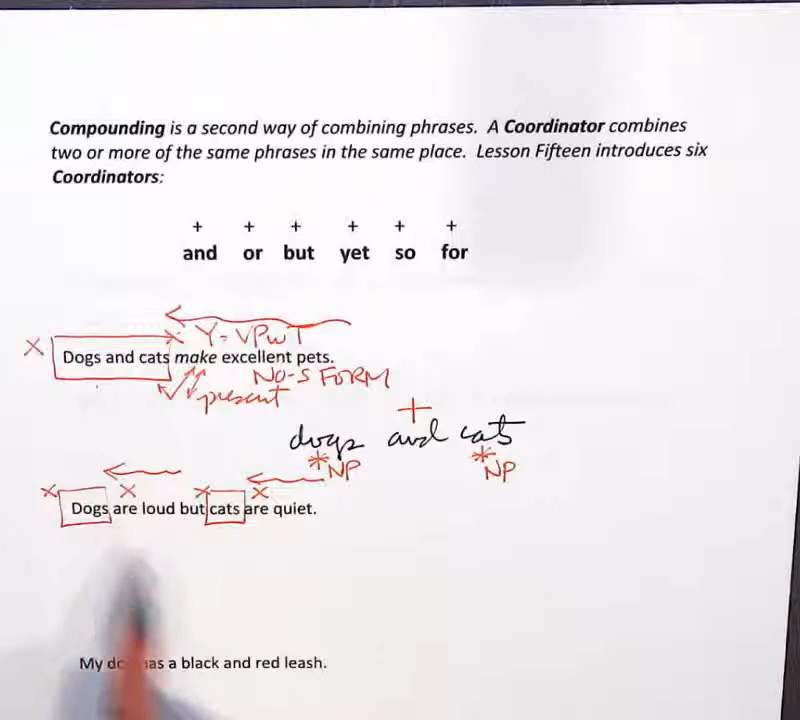 Compounding is a second way of combining phrases. A Coordinator combines
two or more of the same phrases in the same place. Lesson Fifteen introduces six
Coordinators:
+ + + + + +
and or but yet so for
X x Y = VPwT
Dogs and cats make excellent pets.
NO-S FORM
present
+
dogs and cats
*NP *NP
x x x x
Dogs are loud but cats are quiet.
My has a black and red leash.